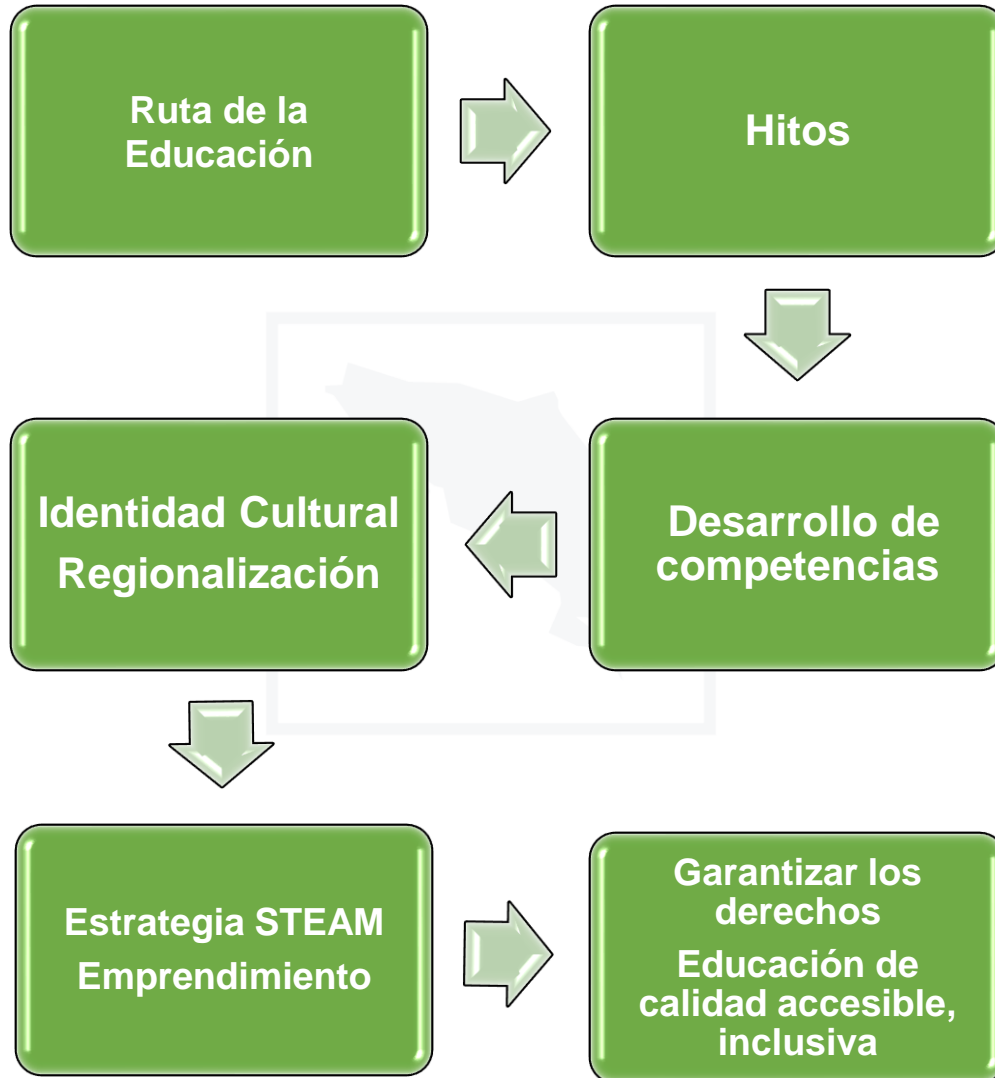 Ruta de la
Educación
Hitos
Desarrollo de
competencias
Identidad Cultural
Regionalización
Estrategia STEAM
Emprendimiento
Garantizar los
derechos
Educación de
calidad accesible,
inclusiva